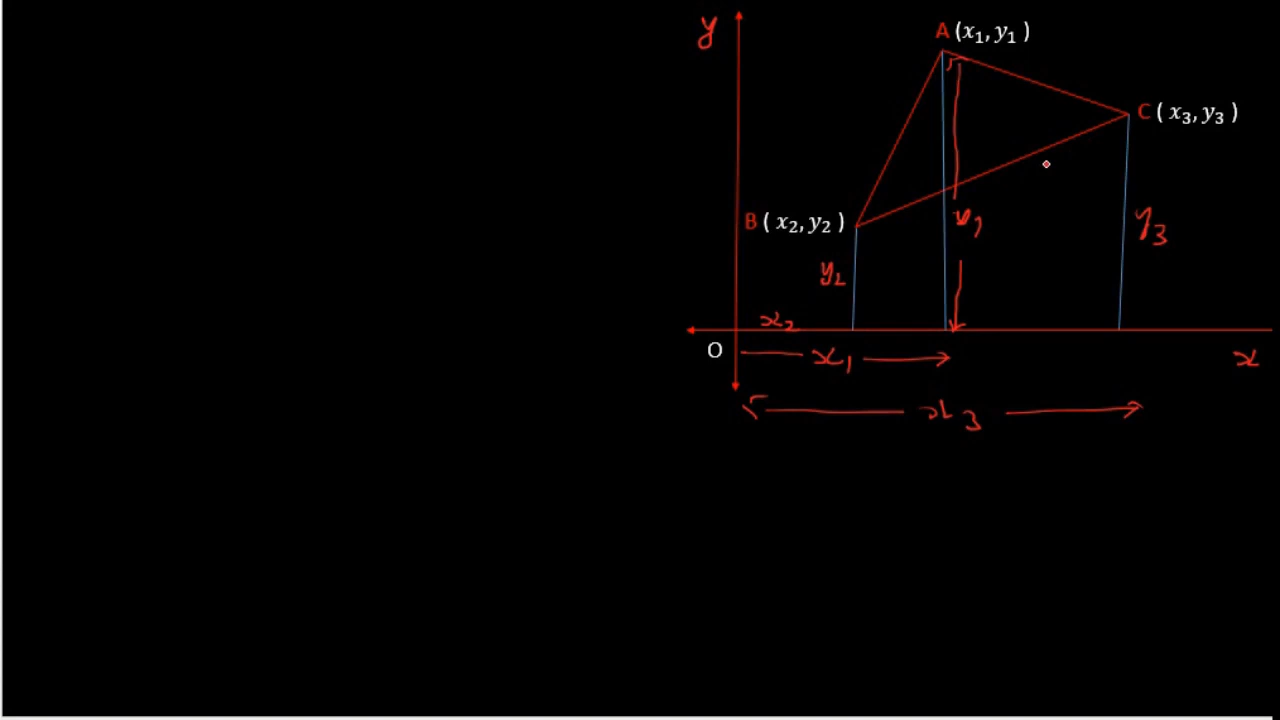 y
A (x₁, y₁ )
C ( x₃, y₃ )
B ( x₂, y₂ )
y₁
y₃
y₂
x₂
O
x₁
x
x₃